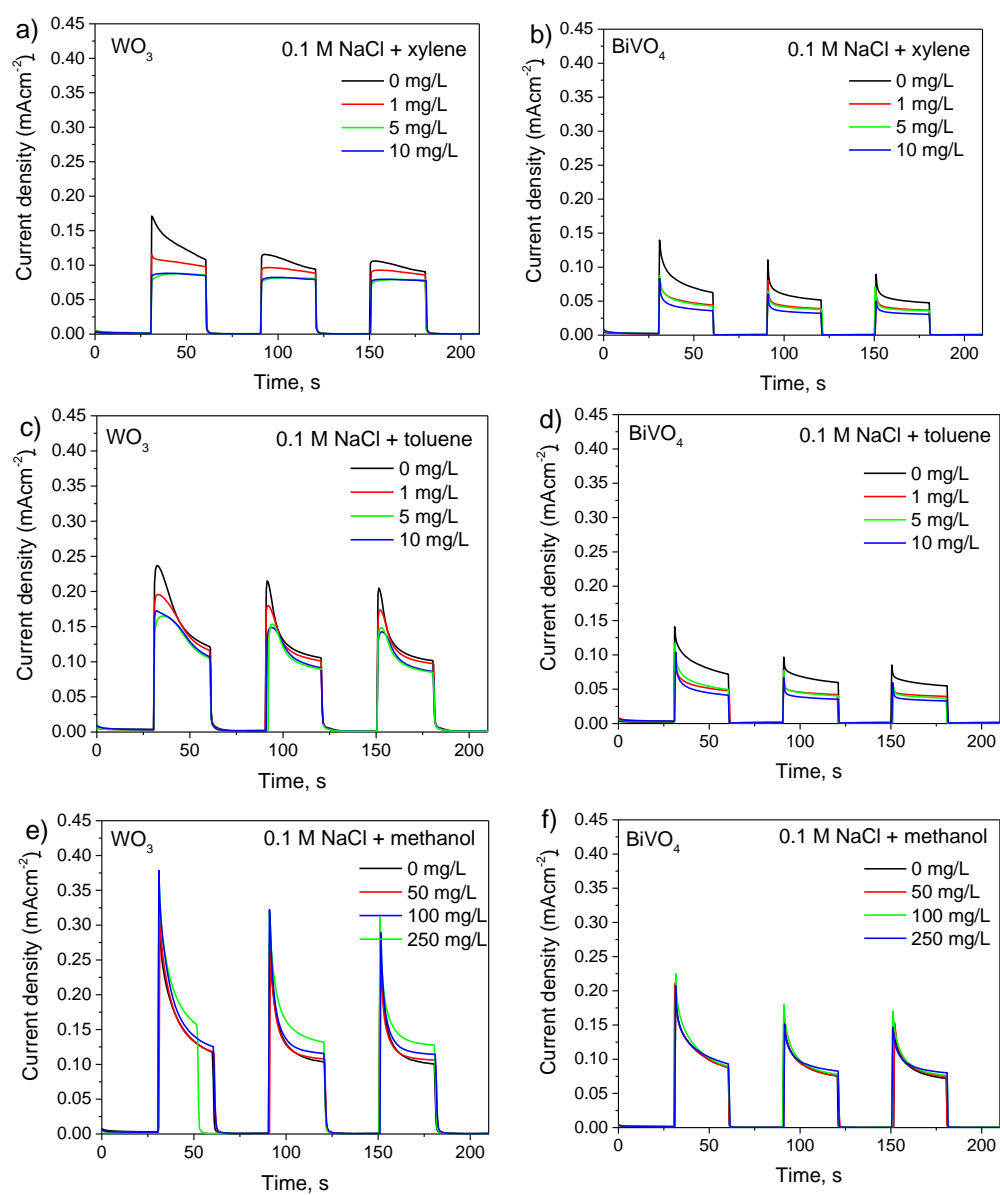 a)
WO3
0.1 M NaCl + xylene
0 mg/L
1 mg/L
5 mg/L
10 mg/L
0.45
0.40
0.35
0.30
0.25
0.20
0.15
0.10
0.05
0.00
0 50 100 150 200
Current density (mAcm-2)
Time, s
b)
BiVO4
0.1 M NaCl + xylene
0 mg/L
1 mg/L
5 mg/L
10 mg/L
0.45
0.40
0.35
0.30
0.25
0.20
0.15
0.10
0.05
0.00
0 50 100 150 200
Current density (mAcm-2)
Time, s
c)
WO3
0.1 M NaCl + toluene
0 mg/L
1 mg/L
5 mg/L
10 mg/L
0.45
0.40
0.35
0.30
0.25
0.20
0.15
0.10
0.05
0.00
0 50 100 150 200
Current density (mAcm-2)
Time, s
d)
BiVO4
0.1 M NaCl + toluene
0 mg/L
1 mg/L
5 mg/L
10 mg/L
0.45
0.40
0.35
0.30
0.25
0.20
0.15
0.10
0.05
0.00
0 50 100 150 200
Current density (mAcm-2)
Time, s
e)
WO3
0.1 M NaCl + methanol
0 mg/L
50 mg/L
100 mg/L
250 mg/L
0.45
0.40
0.35
0.30
0.25
0.20
0.15
0.10
0.05
0.00
0 50 100 150 200
Current density (mAcm-2)
Time, s
f)
BiVO4
0.1 M NaCl + methanol
0 mg/L
50 mg/L
100 mg/L
250 mg/L
0.45
0.40
0.35
0.30
0.25
0.20
0.15
0.10
0.05
0.00
0 50 100 150 200
Current density (mAcm-2)
Time, s